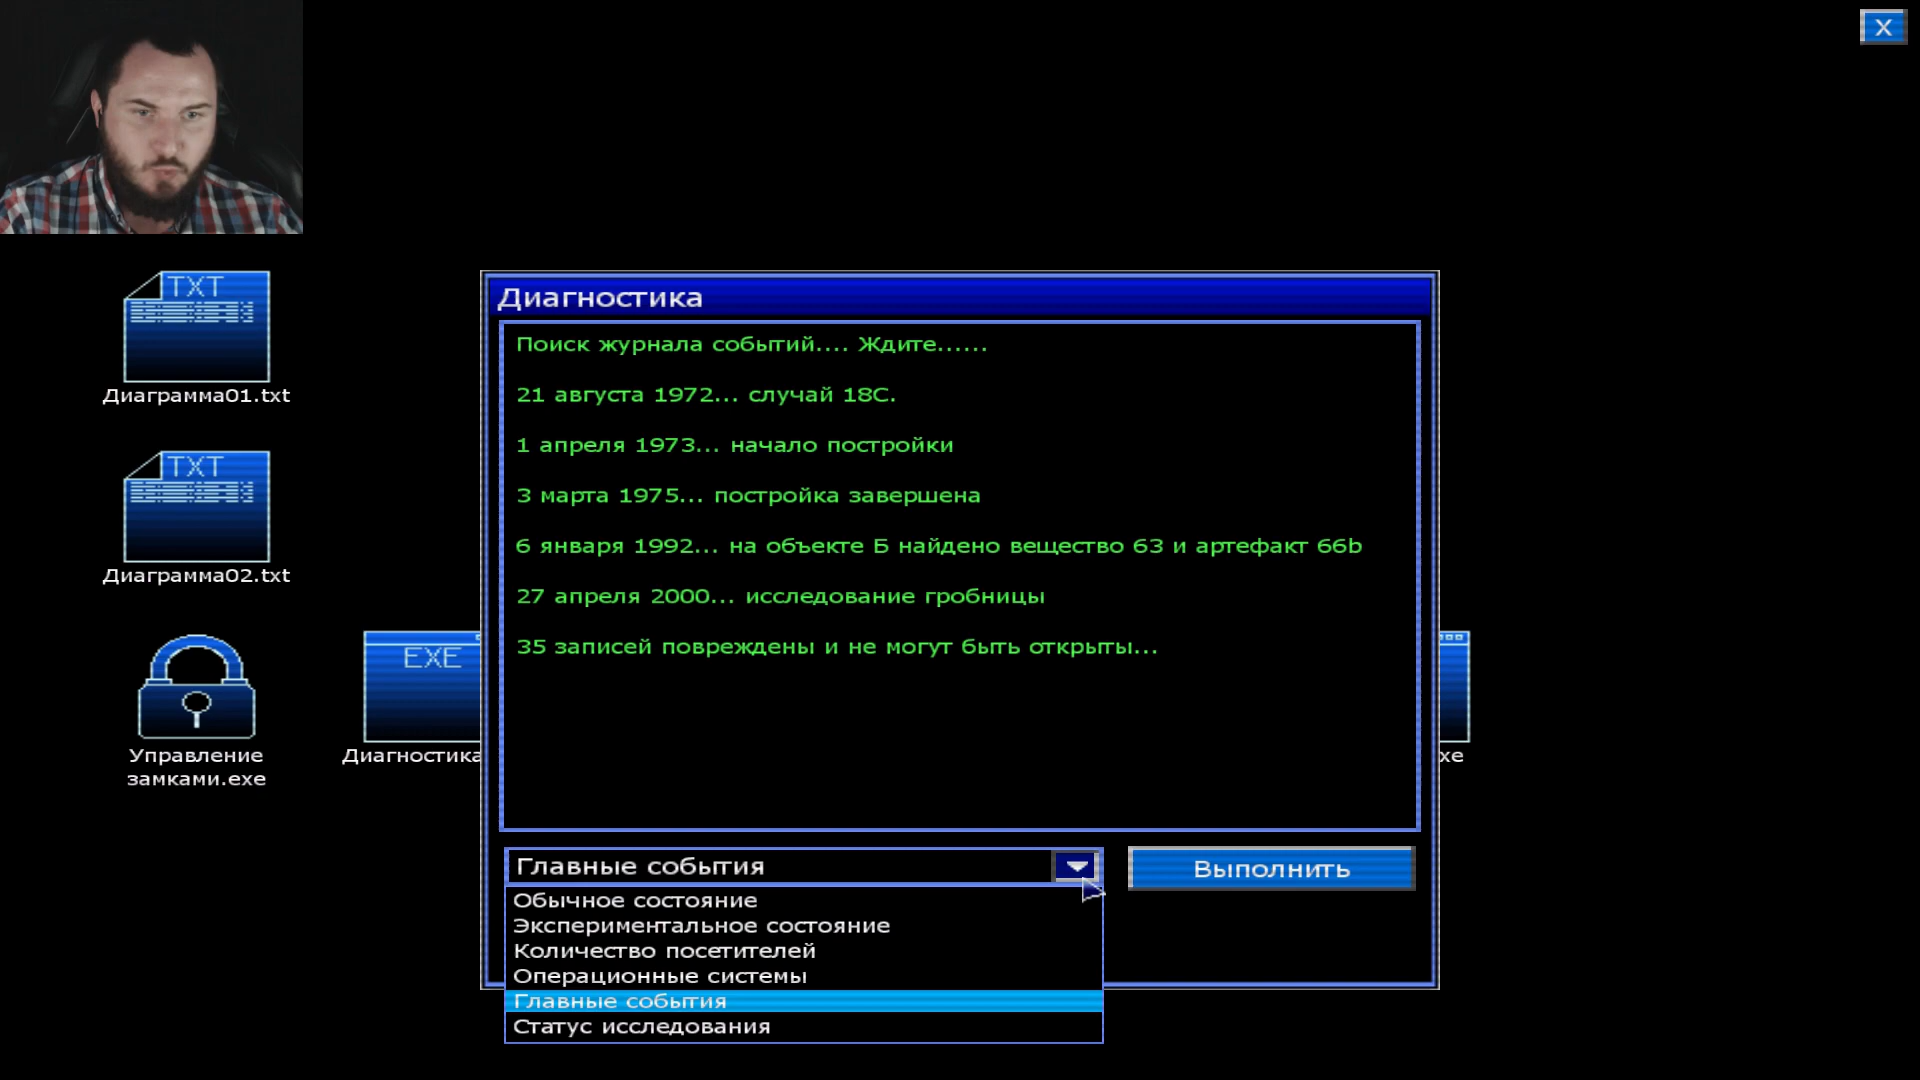 X
TXT
Диаграмма01.txt
TXT
Диаграмма02.txt
Управление
замками.exe
EXE
Диагностика
Диагностика
Поиск журнала событий.... Ждите......
21 августа 1972... случай 18С.
1 апреля 1973... начало постройки
3 марта 1975... постройка завершена
6 января 1992... на объекте Б найдено вещество 63 и артефакт 66b
27 апреля 2000... исследование гробницы
35 записей повреждены и не могут быть открыты...
xe
Главные события
Выполнить
Обычное состояние
Экспериментальное состояние
Количество посетителей
Операционные системы
Главные события
Статус исследования